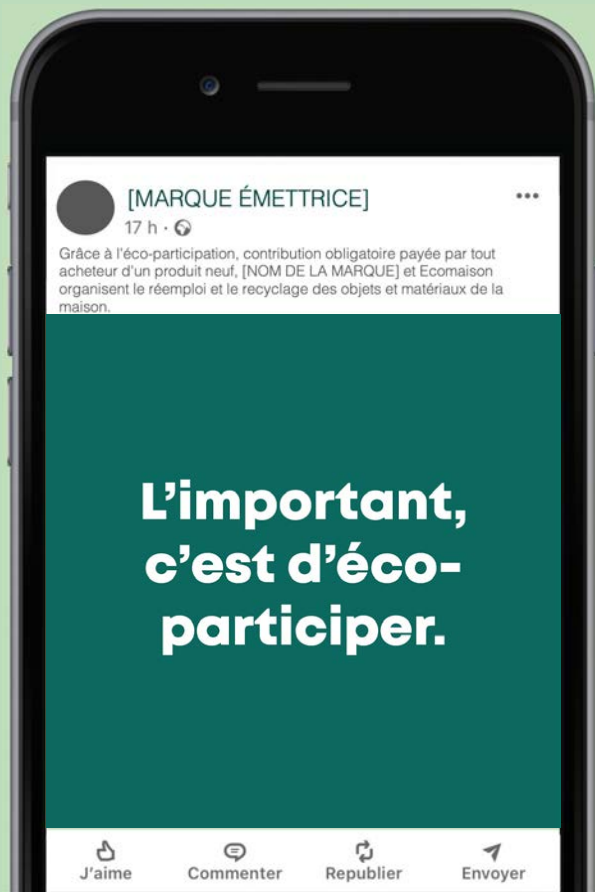 [MARQUE ÉMETTRICE]
17 h ·
Grâce à l'éco-participation, contribution obligatoire payée par tout
acheteur d'un produit neuf, [NOM DE LA MARQUE] et Ecomaison
organisent le réemploi et le recyclage des objets et matériaux de la
maison.
L’important,
c’est d’éco-
participer.
J'aime Commenter Republier Envoyer